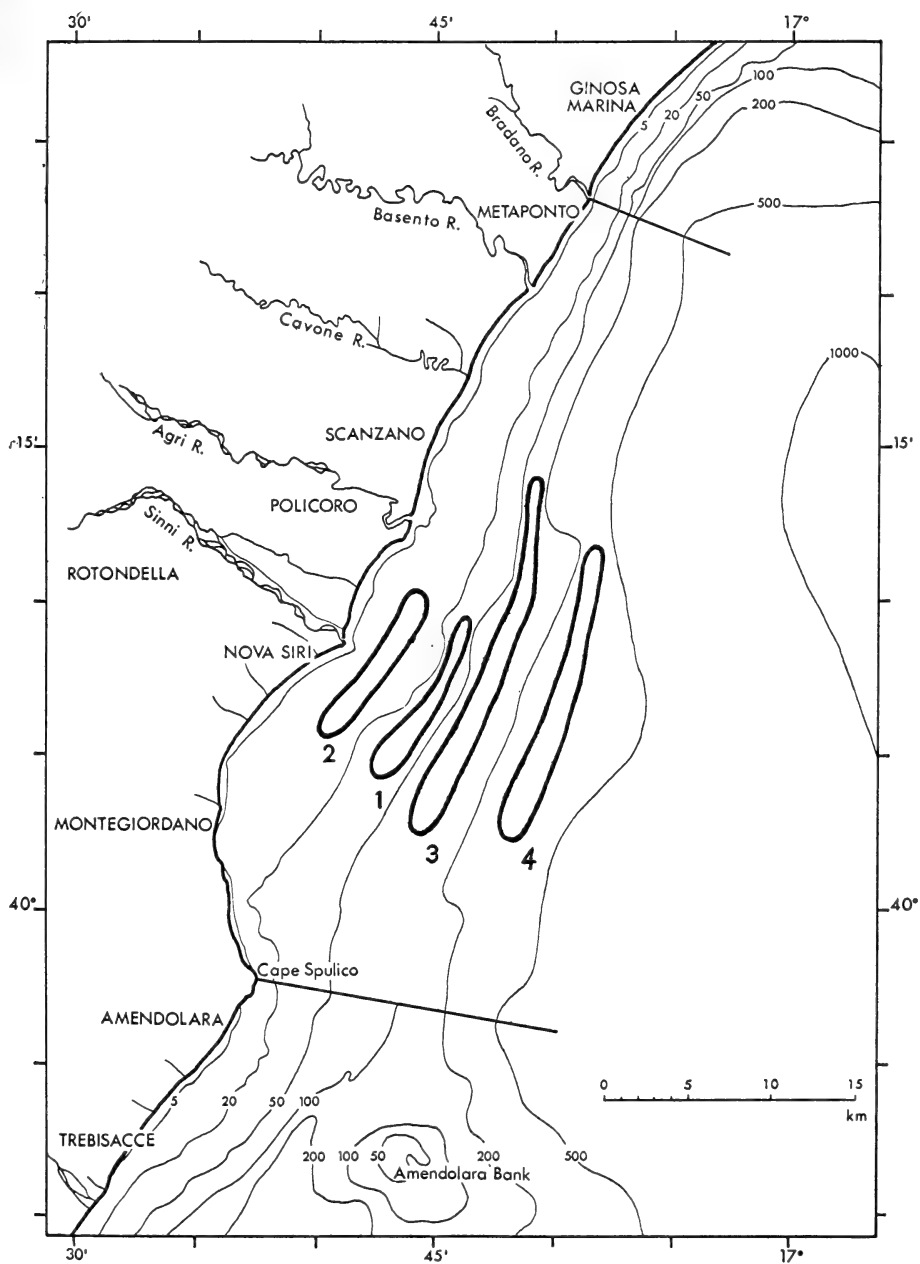 30' 45' 17°
GINOSA
MARINA
5 20 50 100
200
Bradano R.
METAPONTO
Basento R.
500
Cavone R.
1000
SCANZANO
15' 15'
Agri R.
POLICORO
Sinni R.
ROTONDELLA
NOVA SIRI
2
1
MONTEGIORDANO
3 4
40° 40°
Cape Spulico
AMENDOLARA
0 5 10 15
km
5 20 50 100
TREBISACCE
200 100 50 200 500
Amendolara Bank
30' 45' 17°